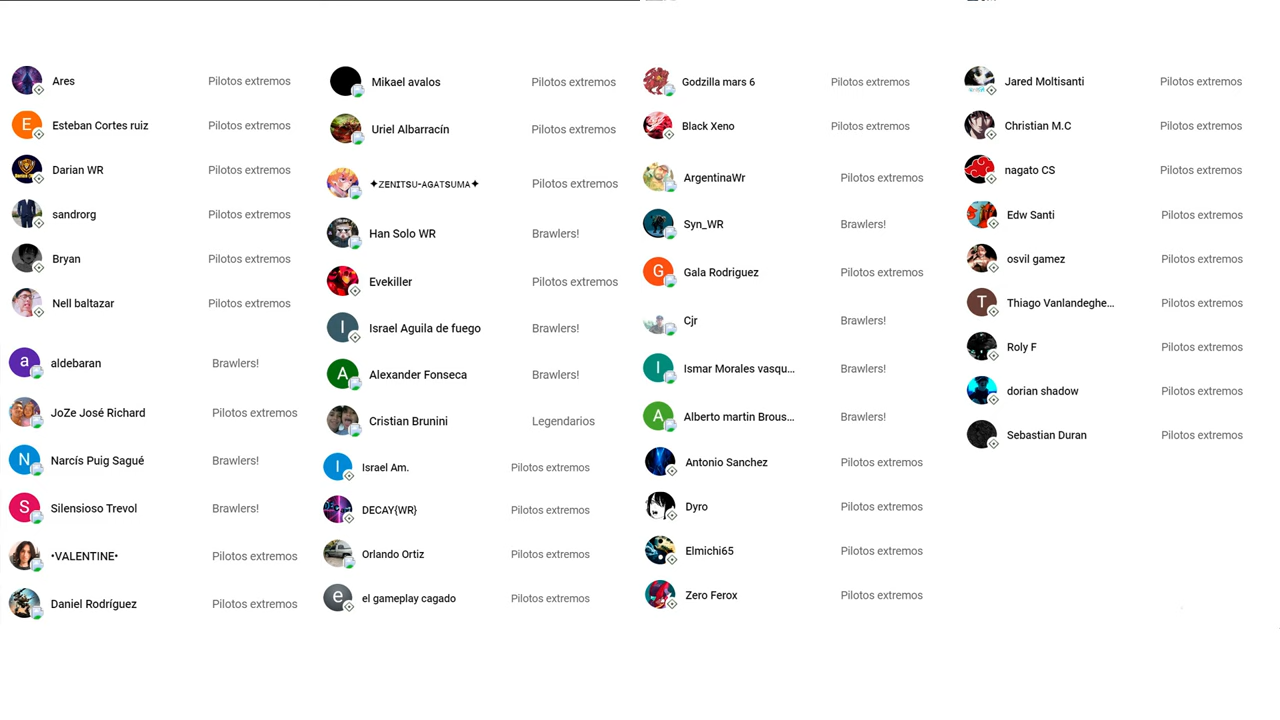 Ares Pilotos extremos
E Esteban Cortes ruiz Pilotos extremos
Darian WR Pilotos extremos
sandrorg Pilotos extremos
Bryan Pilotos extremos
Nell baltazar Pilotos extremos
a aldebaran Brawlers!
JoZe José Richard Pilotos extremos
N Narcís Puig Sagué Brawlers!
S Silensioso Trevol Brawlers!
•VALENTINE• Pilotos extremos
Daniel Rodríguez Pilotos extremos
Mikael avalos Pilotos extremos
Uriel Albarracín Pilotos extremos
✦ZENITSU-AGATSUMA✦ Pilotos extremos
Han Solo WR Brawlers!
Evekiller Pilotos extremos
I Israel Aguila de fuego Brawlers!
A Alexander Fonseca Brawlers!
Cristian Brunini Legendarios
I Israel Am. Pilotos extremos
DECAY{WR} Pilotos extremos
Orlando Ortiz Pilotos extremos
e el gameplay cagado Pilotos extremos
Godzilla mars 6 Pilotos extremos
Black Xeno Pilotos extremos
ArgentinaWr Pilotos extremos
Syn_WR Brawlers!
G Gala Rodriguez Pilotos extremos
Cjr Brawlers!
I Ismar Morales vasqu... Brawlers!
A Alberto martin Brous... Brawlers!
Antonio Sanchez Pilotos extremos
Dyro Pilotos extremos
Elmichi65 Pilotos extremos
Zero Ferox Pilotos extremos
Jared Moltisanti Pilotos extremos
Christian M.C Pilotos extremos
nagato CS Pilotos extremos
Edw Santi Pilotos extremos
osvil gamez Pilotos extremos
T Thiago Vanlandeghe... Pilotos extremos
Roly F Pilotos extremos
dorian shadow Pilotos extremos
Sebastian Duran Pilotos extremos